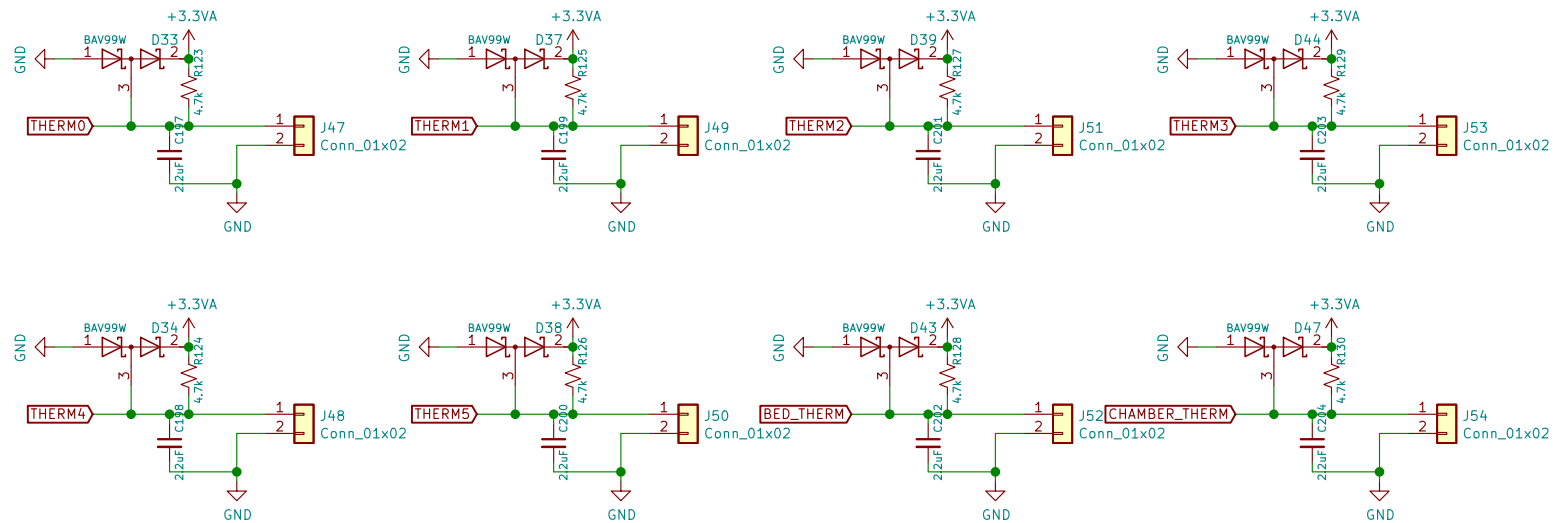 +3.3VA +3.3VA +3.3VA +3.3VA
GND 1 BAV99W D33 2 R123 4.7k 3
THERM0 C197 2.2uF 1 2 J47 Conn_01x02 GND
GND 1 BAV99W D37 2 R125 4.7k 3
THERM1 C199 2.2uF 1 2 J49 Conn_01x02 GND
GND 1 BAV99W D39 2 R127 4.7k 3
THERM2 C201 2.2uF 1 2 J51 Conn_01x02 GND
GND 1 BAV99W D44 2 R129 4.7k 3
THERM3 C203 2.2uF 1 2 J53 Conn_01x02 GND
+3.3VA +3.3VA +3.3VA +3.3VA
GND 1 BAV99W D34 2 R124 4.7k 3
THERM4 C198 2.2uF 1 2 J48 Conn_01x02 GND
GND 1 BAV99W D38 2 R126 4.7k 3
THERM5 C200 2.2uF 1 2 J50 Conn_01x02 GND
GND 1 BAV99W D43 2 R128 4.7k 3
BED_THERM C202 2.2uF 1 2 J52 Conn_01x02 GND
GND 1 BAV99W D47 2 R130 4.7k 3
CHAMBER_THERM C204 2.2uF 1 2 J54 Conn_01x02 GND